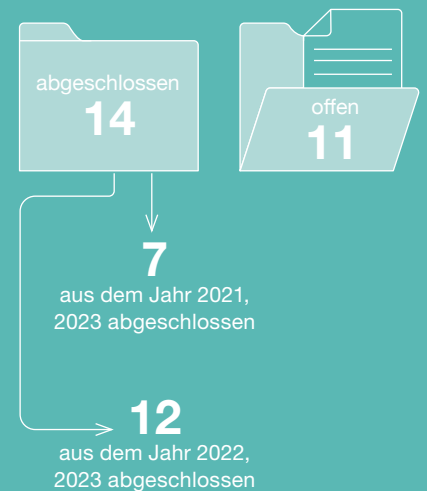 abgeschlossen
14
offen
11
7
aus dem Jahr 2021,
2023 abgeschlossen
12
aus dem Jahr 2022,
2023 abgeschlossen